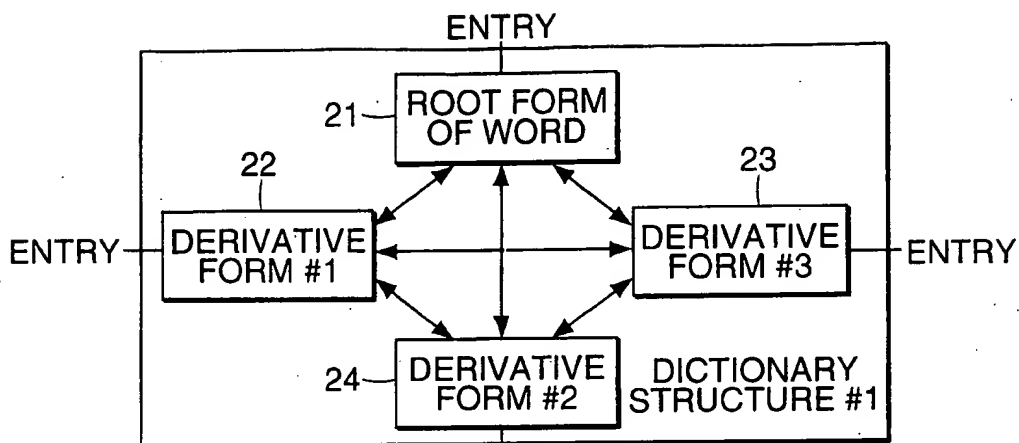 ENTRY
21
ROOT FORM
OF WORD
22
23
ENTRY
DERIVATIVE
FORM #1
DERIVATIVE
FORM #3
ENTRY
24
DERIVATIVE
FORM #2
DICTIONARY
STRUCTURE #1